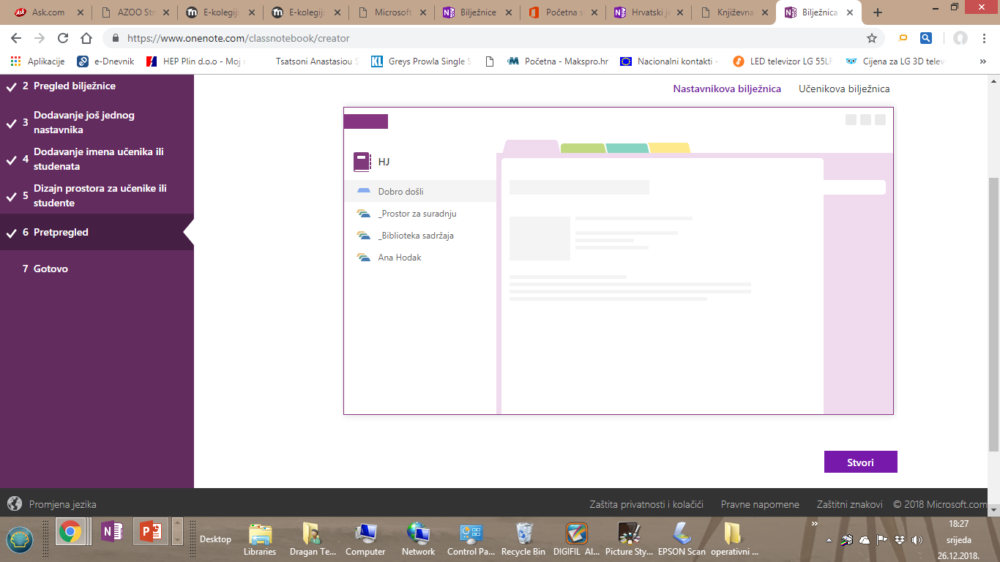 Ask.com
AZOO Str
E-kolegij:
E-kolegij:
Microsoft
Bilježnice
Početna s
Hrvatski j
Književna
Bilježnica
https://www.onenote.com/classnotebook/creator
Aplikacije
e-Dnevnik
HEP Plin d.o.o - Moj r
Tsatsoni Anastasiou S
Greys Prowla Single S
Početna - Makspro.hr
Nacionalni kontakti -
LED televizor LG 55LF
Cijena za LG 3D telev
»
2 Pregled bilježnice
3 Dodavanje još jednog
nastavnika
4 Dodavanje imena učenika ili
studenata
5 Dizajn prostora za učenike ili
studente
6 Pretpregled
7 Gotovo
Nastavnikova bilježnica
Učenikova bilježnica
HJ
Dobro došli
_Prostor za suradnju
_Biblioteka sadržaja
Ana Hodak
Stvori
Promjena jezika
Zaštita privatnosti i kolačići
Pravne napomene
Zaštitni znakovi
© 2018 Microsoft.com
Desktop
Libraries
Dragan Te...
Computer
Network
Control Pa...
Recycle Bin
DIGIFIL Al...
Picture Sty...
EPSON Scan
operativni ...
»
18:27
srijeda
26.12.2018.